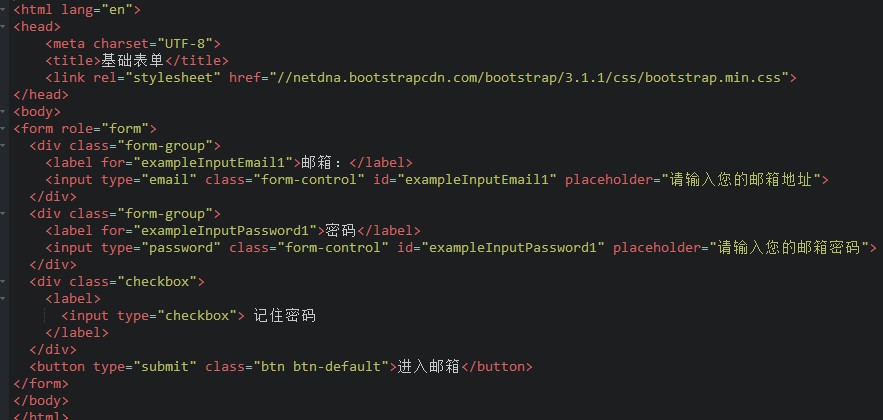 <html lang="en">
<head>
<meta charset="UTF-8">
<title>基础表单</title>
<link rel="stylesheet" href="//netdna.bootstrapcdn.com/bootstrap/3.1.1/css/bootstrap.min.css">
</head>
<body>
<form role="form">
<div class="form-group">
<label for="exampleInputEmail1">邮箱：</label>
<input type="email" class="form-control" id="exampleInputEmail1" placeholder="请输入您的邮箱地址">
</div>
<div class="form-group">
<label for="exampleInputPassword1">密码</label>
<input type="password" class="form-control" id="exampleInputPassword1" placeholder="请输入您的邮箱密码">
</div>
<div class="checkbox">
<label>
<input type="checkbox"> 记住密码
</label>
</div>
<button type="submit" class="btn btn-default">进入邮箱</button>
</form>
</body>
</html>